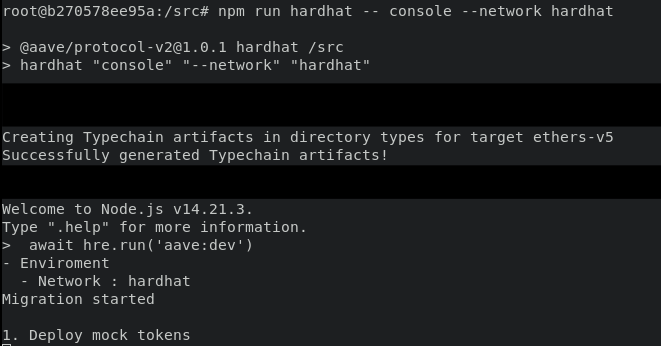 root@b270578ee95a:/src# npm run hardhat -- console --network hardhat
> @aave/protocol-v2@1.0.1 hardhat /src
> hardhat "console" "--network" "hardhat"
Creating Typechain artifacts in directory types for target ethers-v5
Successfully generated Typechain artifacts!
Welcome to Node.js v14.21.3.
Type ".help" for more information.
>  await hre.run('aave:dev')
- Enviroment
  - Network : hardhat
Migration started
1. Deploy mock tokens